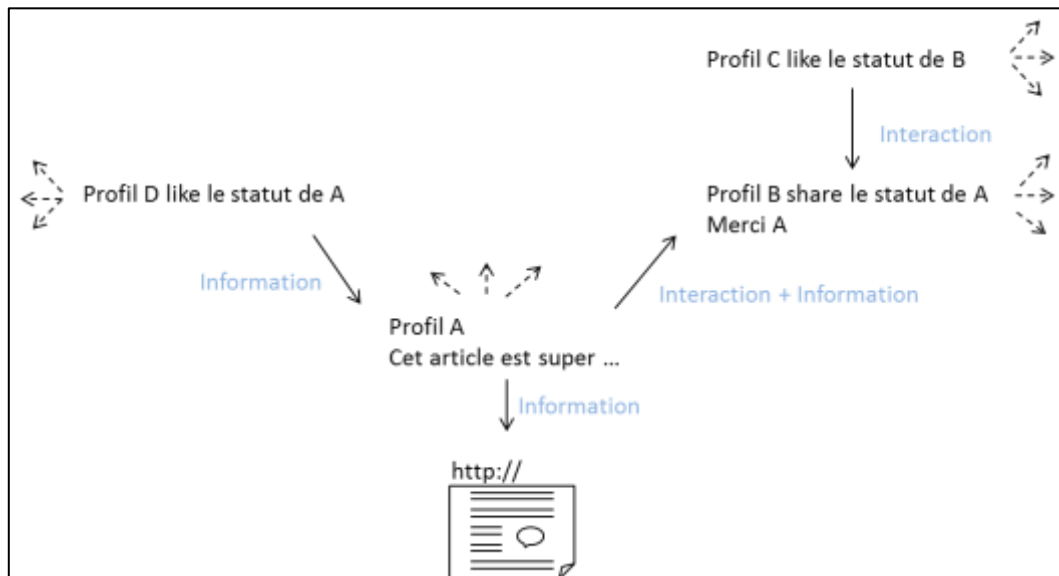 Profil C like le statut de B
Interaction
Profil D like le statut de A
Profil B share le statut de A
Merci A
Information
Interaction + Information
Profil A
Cet article est super ...
Information
http://